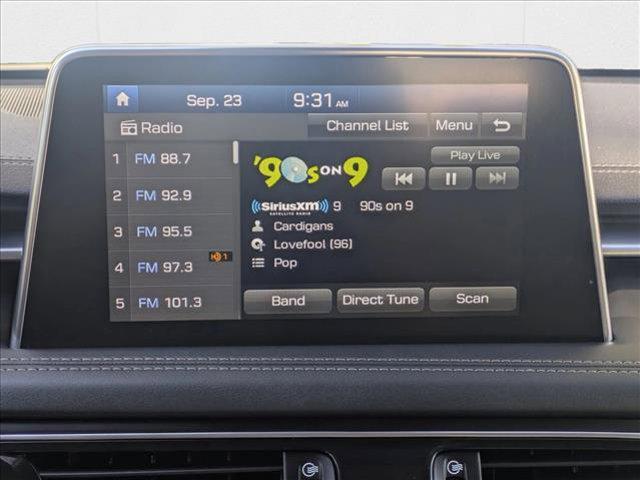 Sep. 23 9:31 AM
Radio Channel List Menu
1 FM 88.7
2 FM 92.9
3 FM 95.5
HD 1
4 FM 97.3
5 FM 101.3
'90s ON 9
Play Live
((SiriusXM)) 9 90s on 9
SATELLITE RADIO
Cardigans
Lovefool (96)
Pop
Band Direct Tune Scan